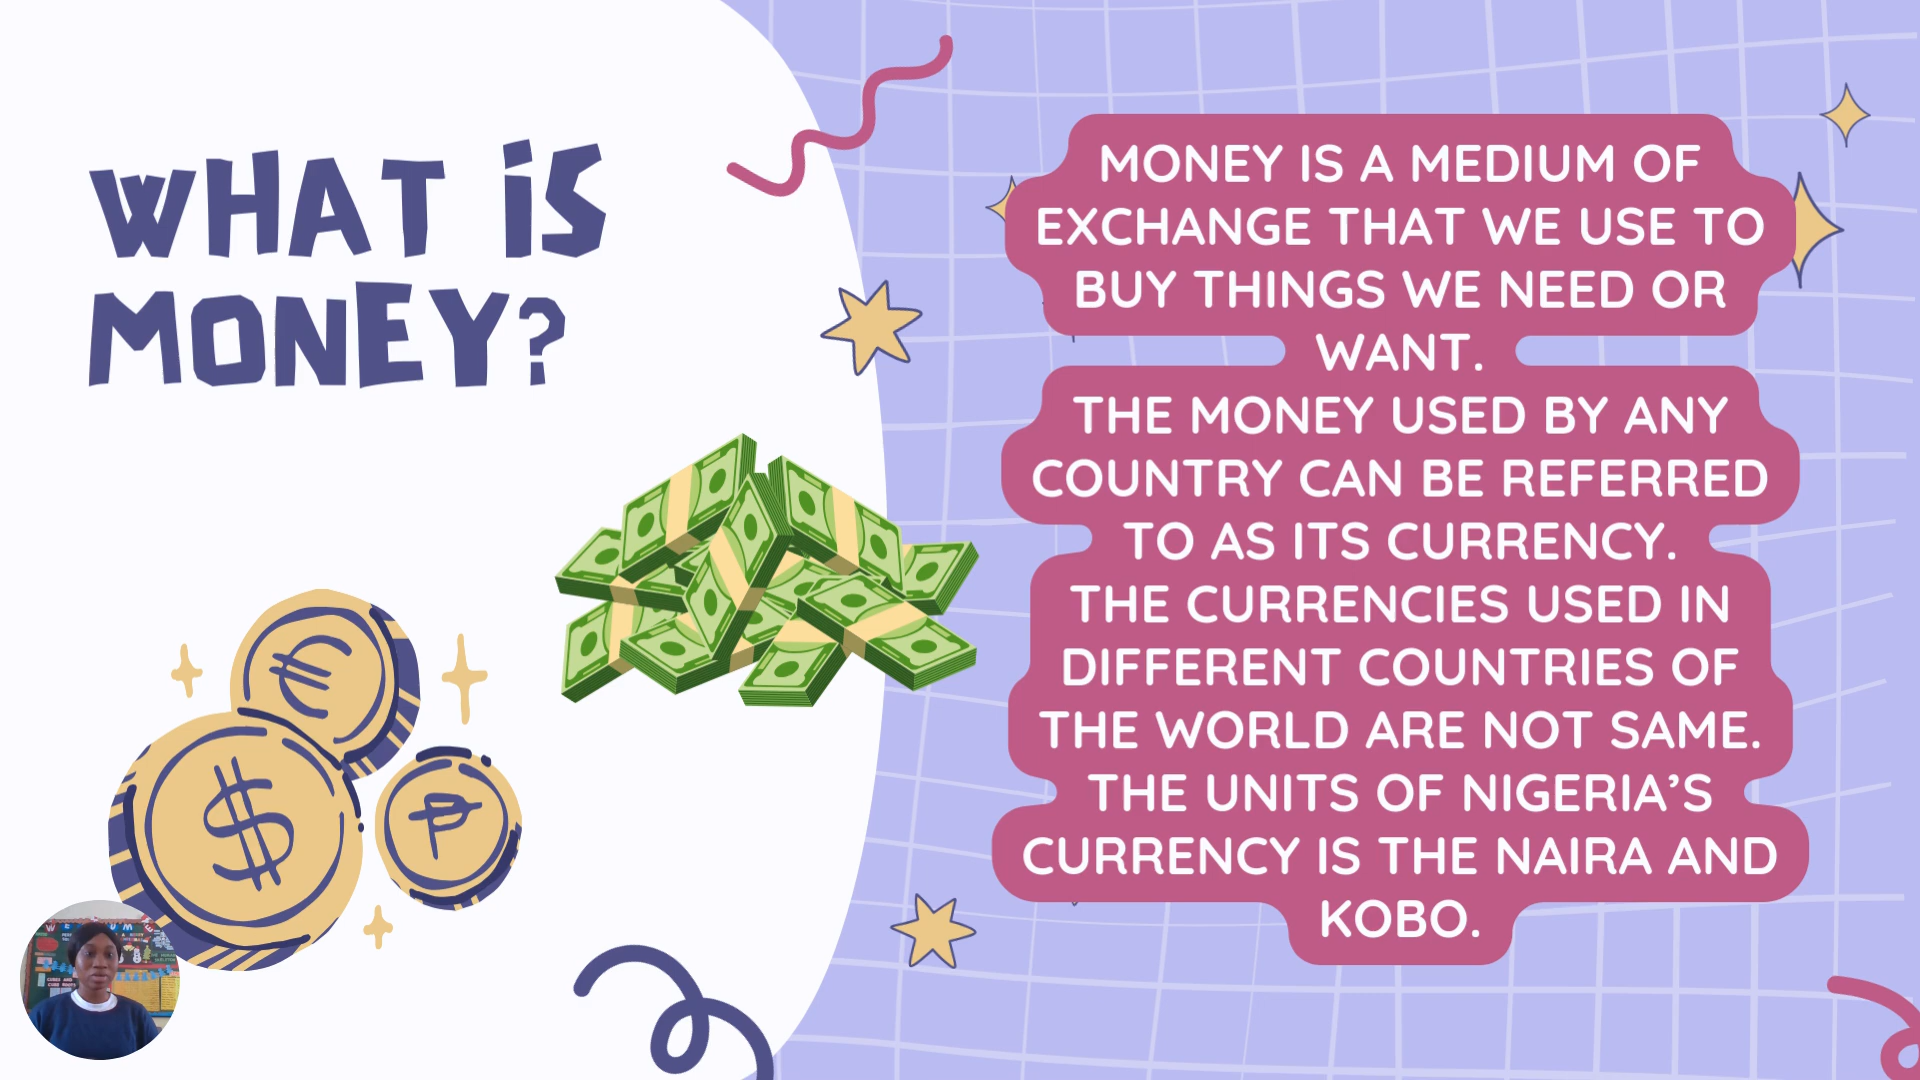 WHAT IS
MONEY?
MONEY IS A MEDIUM OF
EXCHANGE THAT WE USE TO
BUY THINGS WE NEED OR
WANT.
THE MONEY USED BY ANY
COUNTRY CAN BE REFERRED
TO AS ITS CURRENCY.
THE CURRENCIES USED IN
DIFFERENT COUNTRIES OF
THE WORLD ARE NOT SAME.
THE UNITS OF NIGERIA’S
CURRENCY IS THE NAIRA AND
KOBO.
€
$
₱